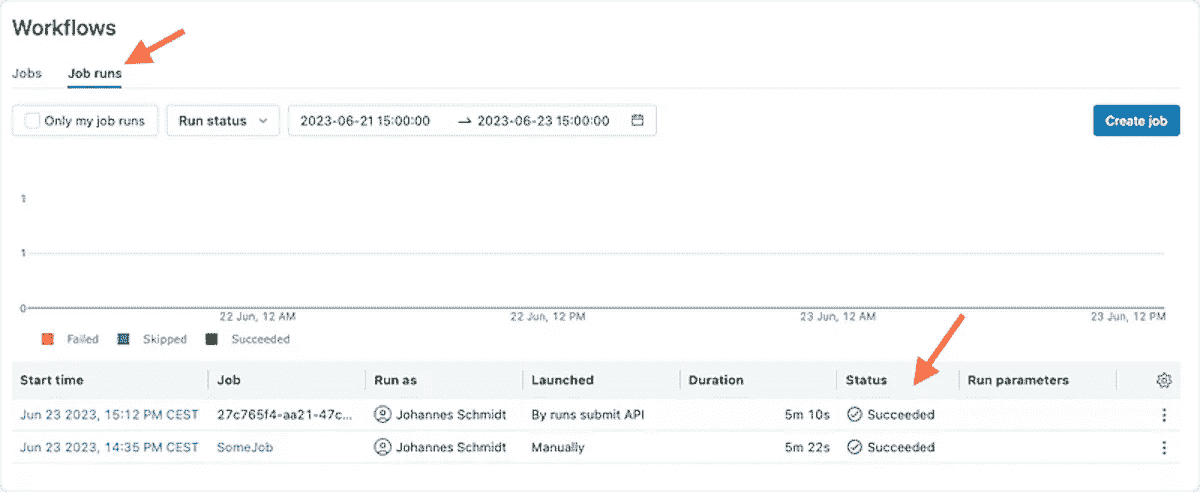 Workflows
Jobs Job runs
Only my job runs Run status 2023-06-21 15:00:00 → 2023-06-23 15:00:00 Create job
1
1
0
22 Jun, 12 AM 22 Jun, 12 PM 23 Jun, 12 AM 23 Jun, 12 PM
Failed Skipped Succeeded
Start time Job Run as Launched Duration Status Run parameters
Jun 23 2023, 15:12 PM CEST 27c765f4-aa21-47c... Johannes Schmidt By runs submit API 5m 10s Succeeded
Jun 23 2023, 14:35 PM CEST SomeJob Johannes Schmidt Manually 5m 22s Succeeded